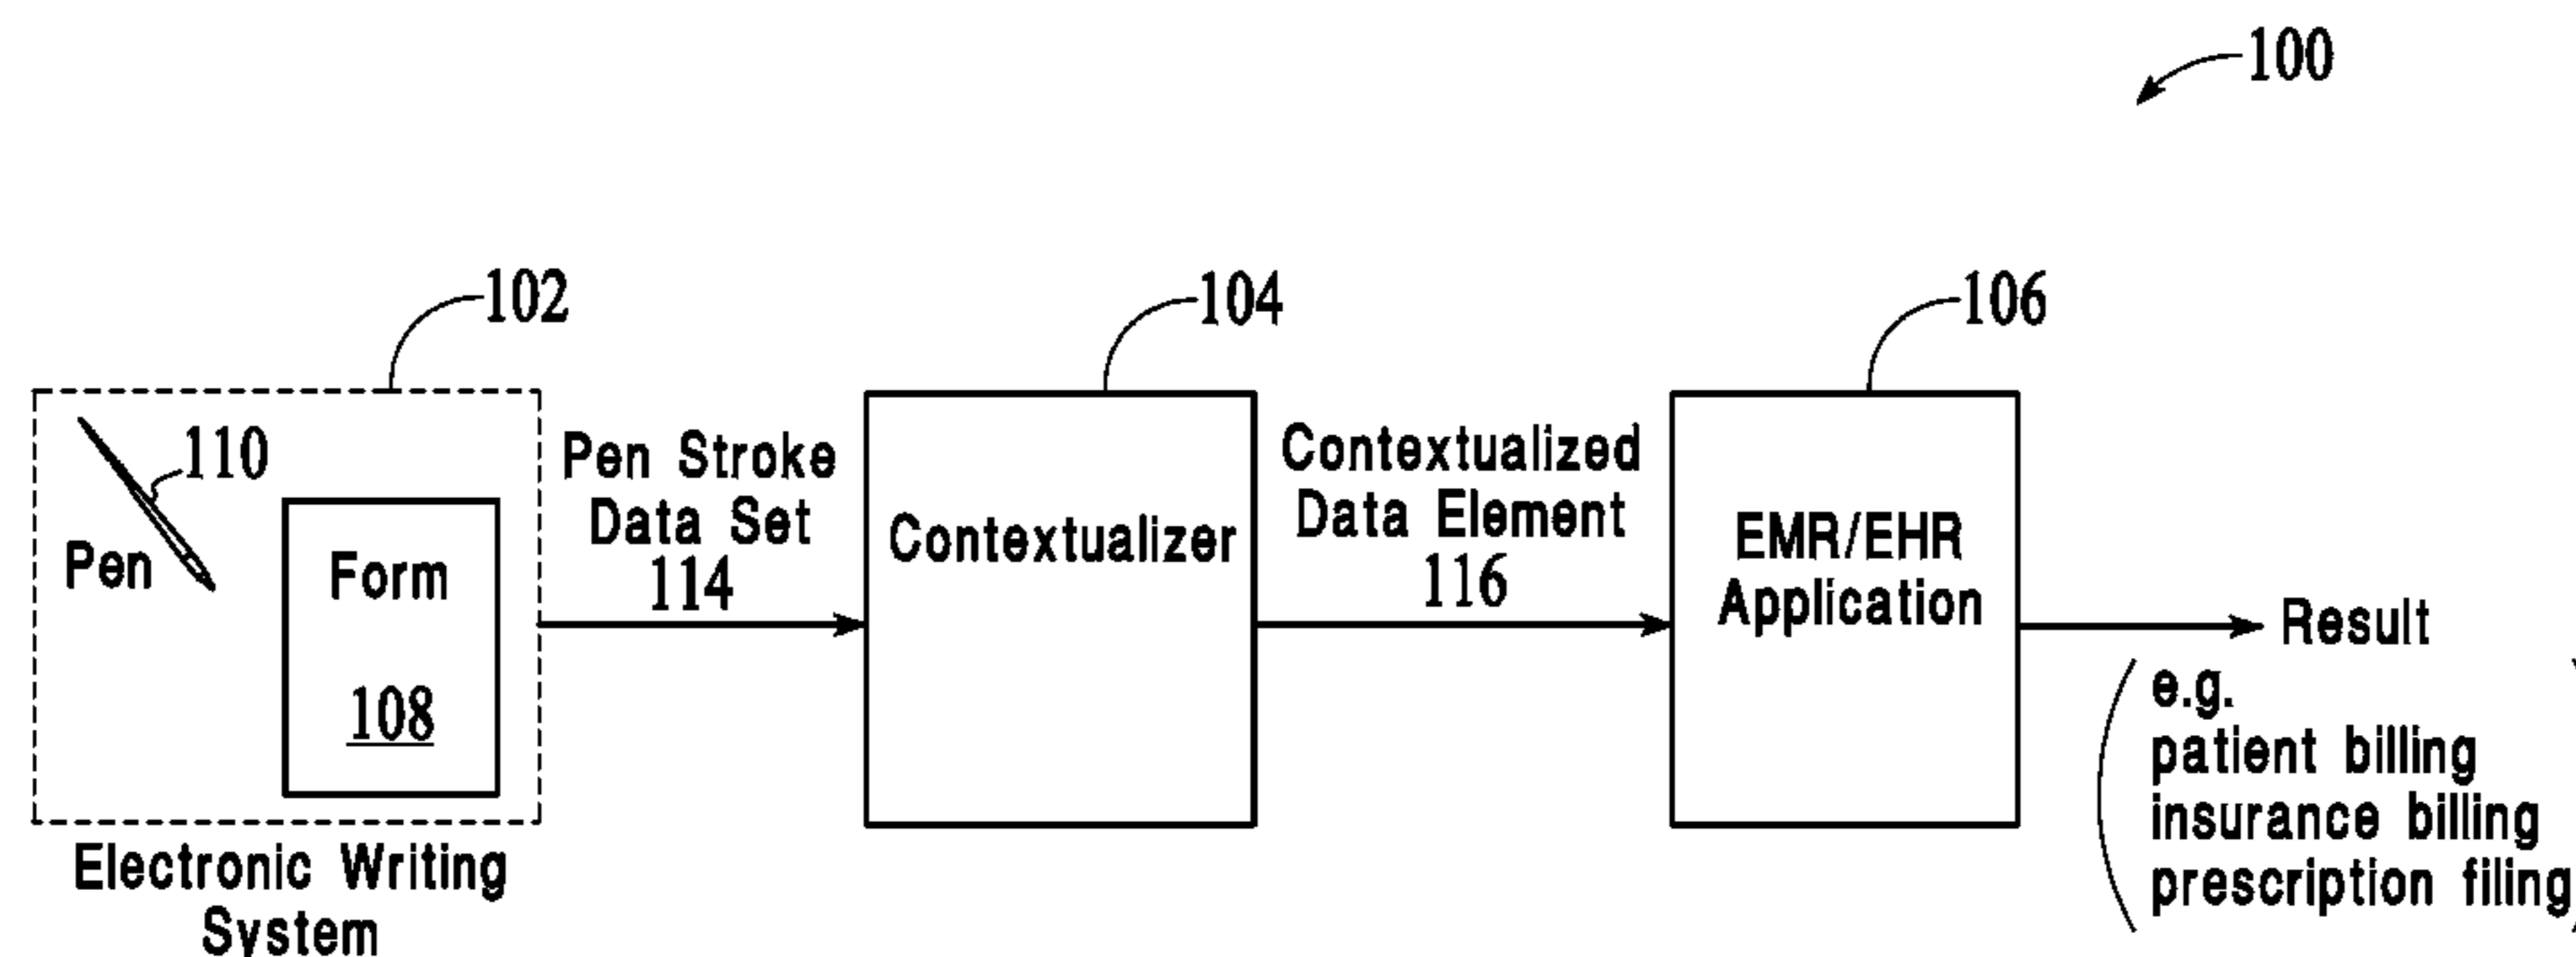 100
102
104
106
110
Pen
Form
108
Electronic Writing
System
Pen Stroke
Data Set
114
Contextualizer
Contextualized
Data Element
116
EMR/EHR
Application
Result
e.g.
patient billing
insurance billing
prescription filing